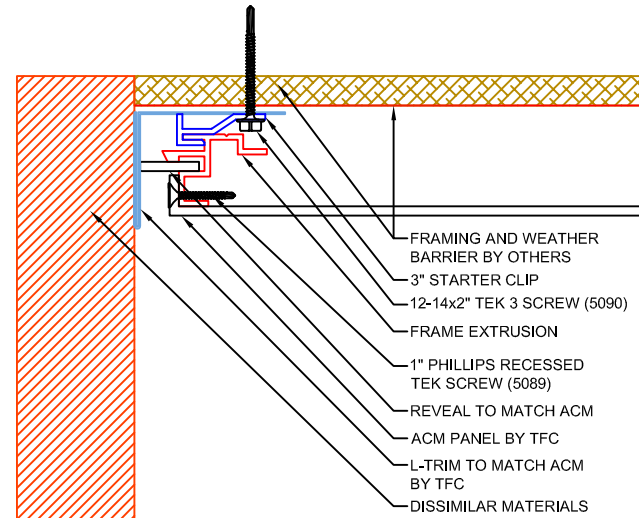 FRAMING AND WEATHER
BARRIER BY OTHERS
3" STARTER CLIP
12-14x2" TEK 3 SCREW (5090)
FRAME EXTRUSION
1" PHILLIPS RECESSED
TEK SCREW (5089)
REVEAL TO MATCH ACM
ACM PANEL BY TFC
L-TRIM TO MATCH ACM
BY TFC
DISSIMILAR MATERIALS